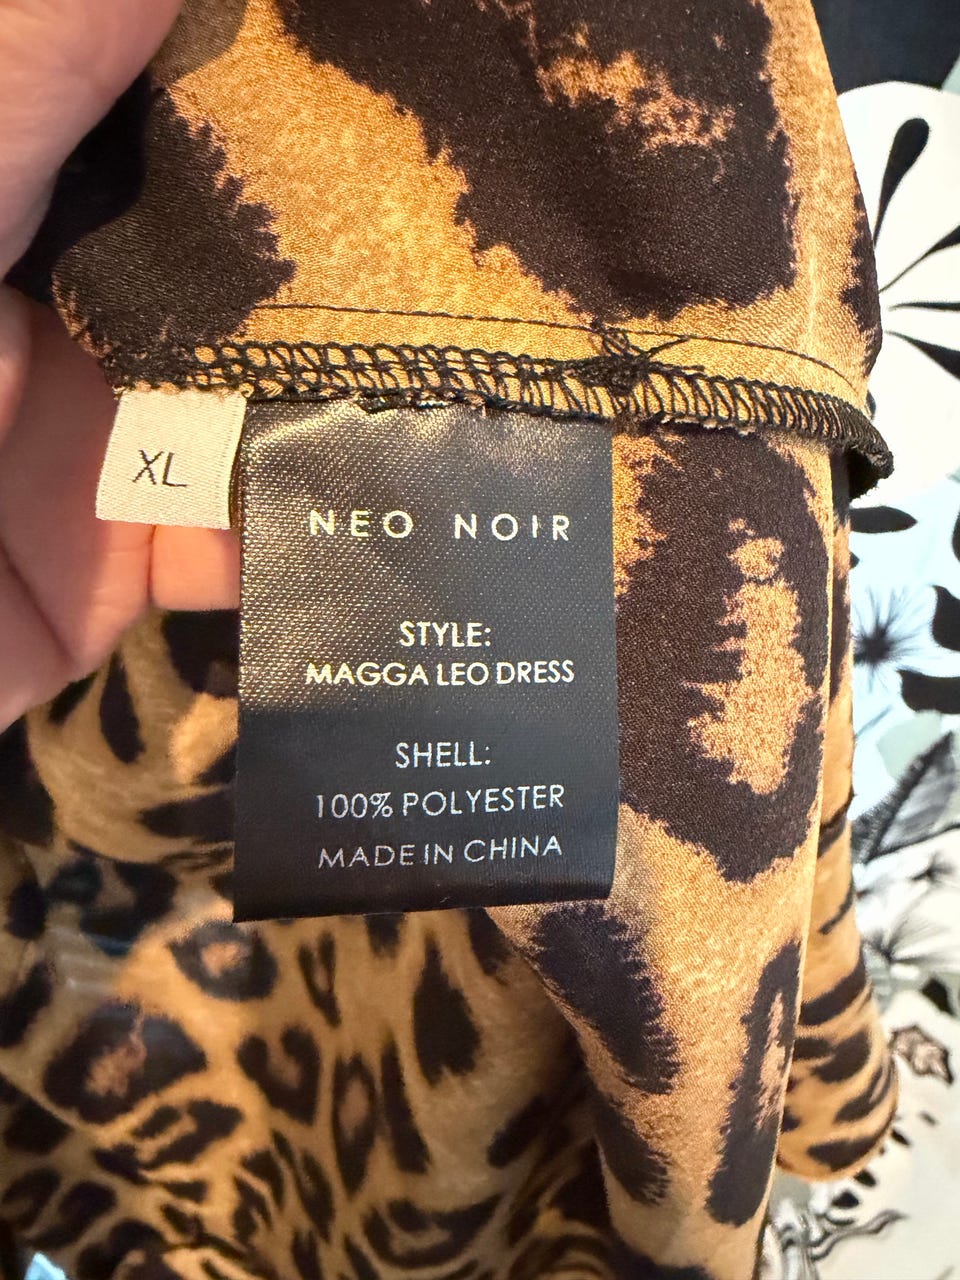 XL
NEO NOIR
STYLE:
MAGGA LEO DRESS
SHELL:
100% POLYESTER
MADE IN CHINA